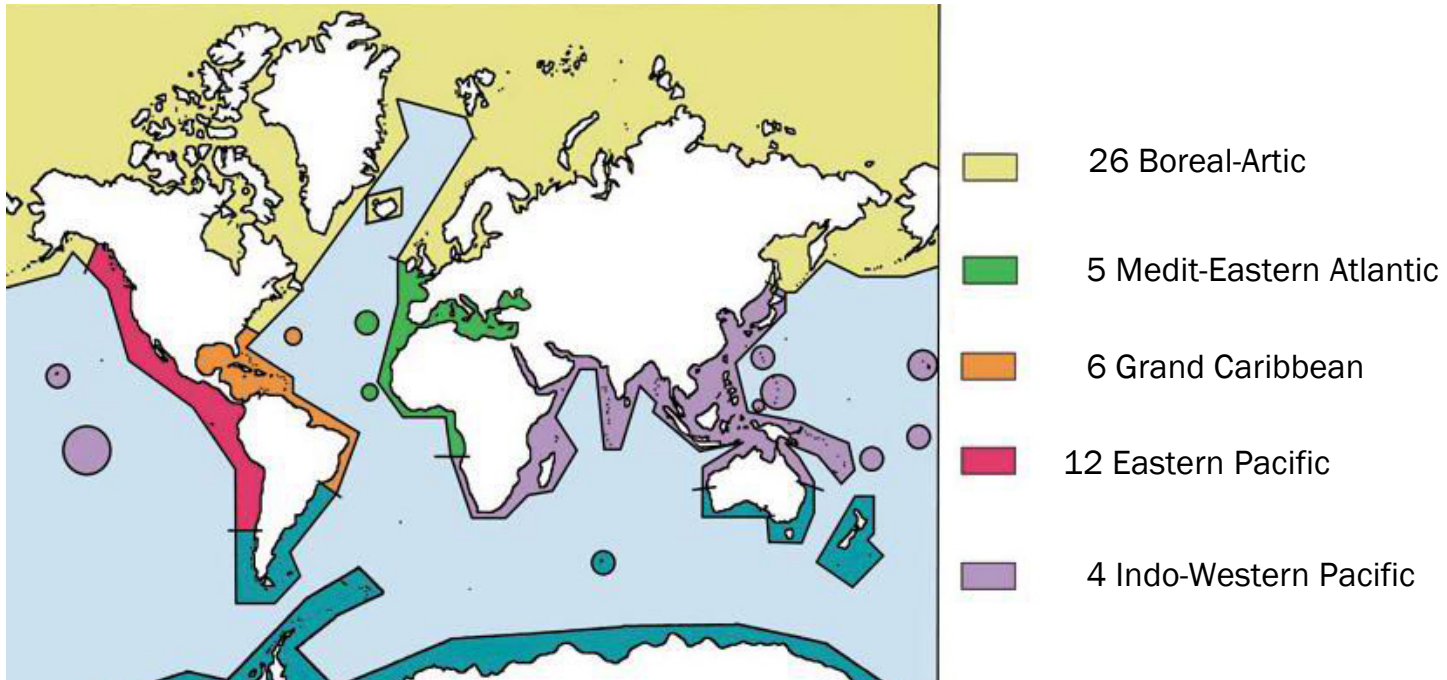 26 Boreal-Artic
5 Medit-Eastern Atlantic
6 Grand Caribbean
12 Eastern Pacific
4 Indo-Western Pacific